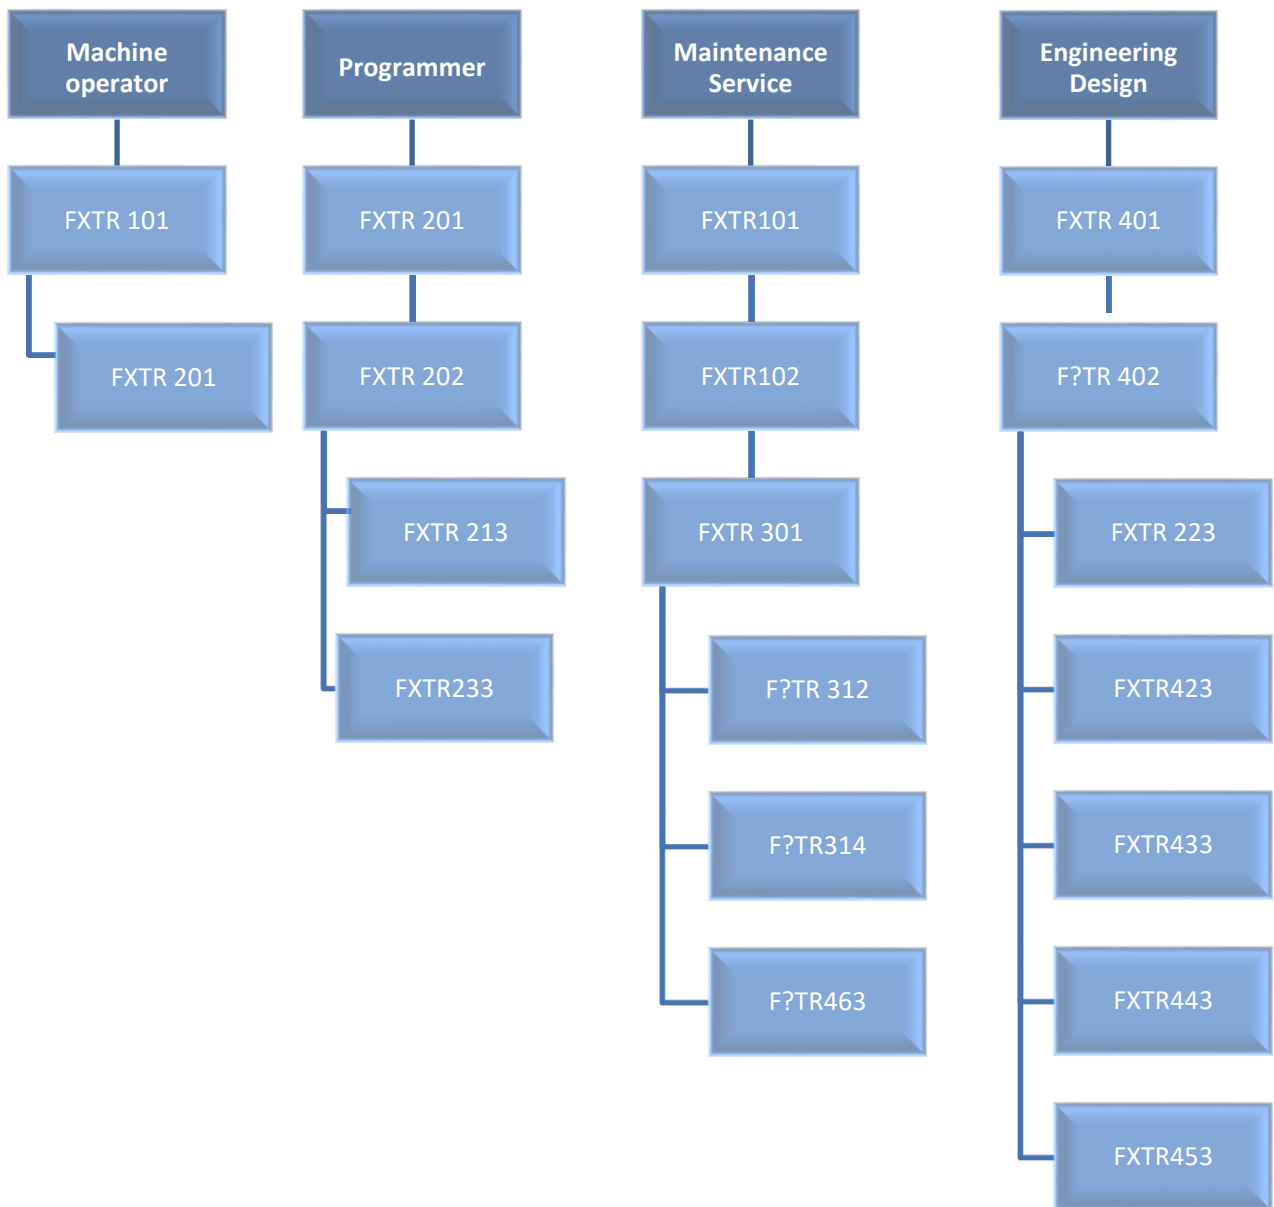 Machine
operator
FXTR 101
FXTR 201
Programmer
FXTR 201
FXTR 202
FXTR 213
FXTR233
Maintenance
Service
FXTR101
FXTR102
FXTR 301
F?TR 312
F?TR314
F?TR463
Engineering
Design
FXTR 401
F?TR 402
FXTR 223
FXTR423
FXTR433
FXTR443
FXTR453